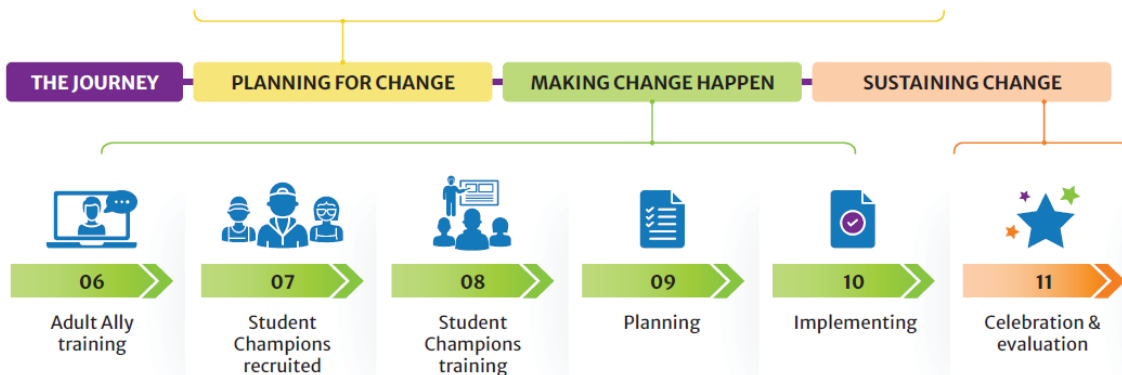 THE JOURNEY
PLANNING FOR CHANGE
MAKING CHANGE HAPPEN
SUSTAINING CHANGE
06
07
08
09
10
11
Adult Ally
training
Student
Champions
recruited
Student
Champions
training
Planning
Implementing
Celebration &
evaluation